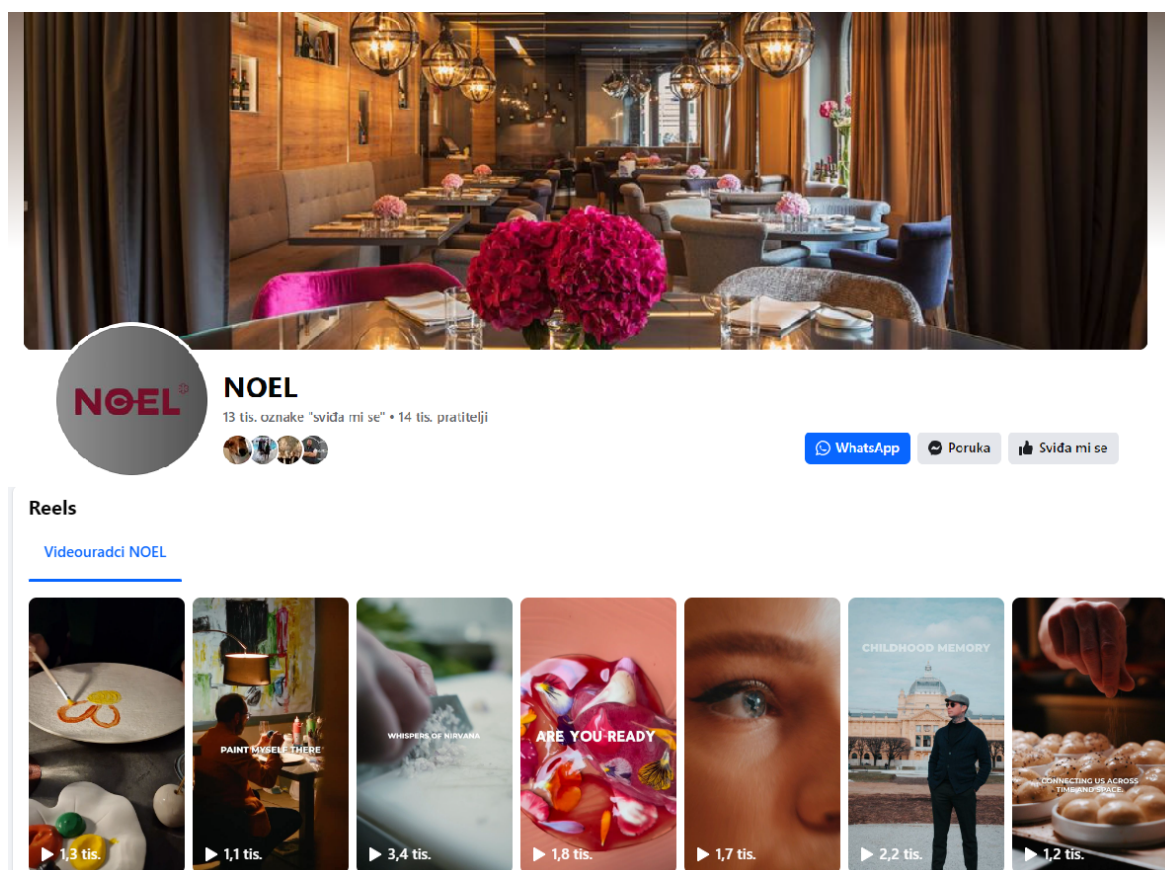 NOEL
NOEL
13 tis. oznake "sviđa mi se" • 14 tis. pratitelji
WhatsApp
Poruka
Sviđa mi se
Reels
Videouradci NOEL
1,3 tis.
PAINT MYSELF THERE
1,1 tis.
WHISPERS OF NIRVANA
3,4 tis.
ARE YOU READY
1,8 tis.
1,7 tis.
CHILDHOOD MEMORY
2,2 tis.
CONNECTING US ACROSS
TIME AND SPACE.
1,2 tis.